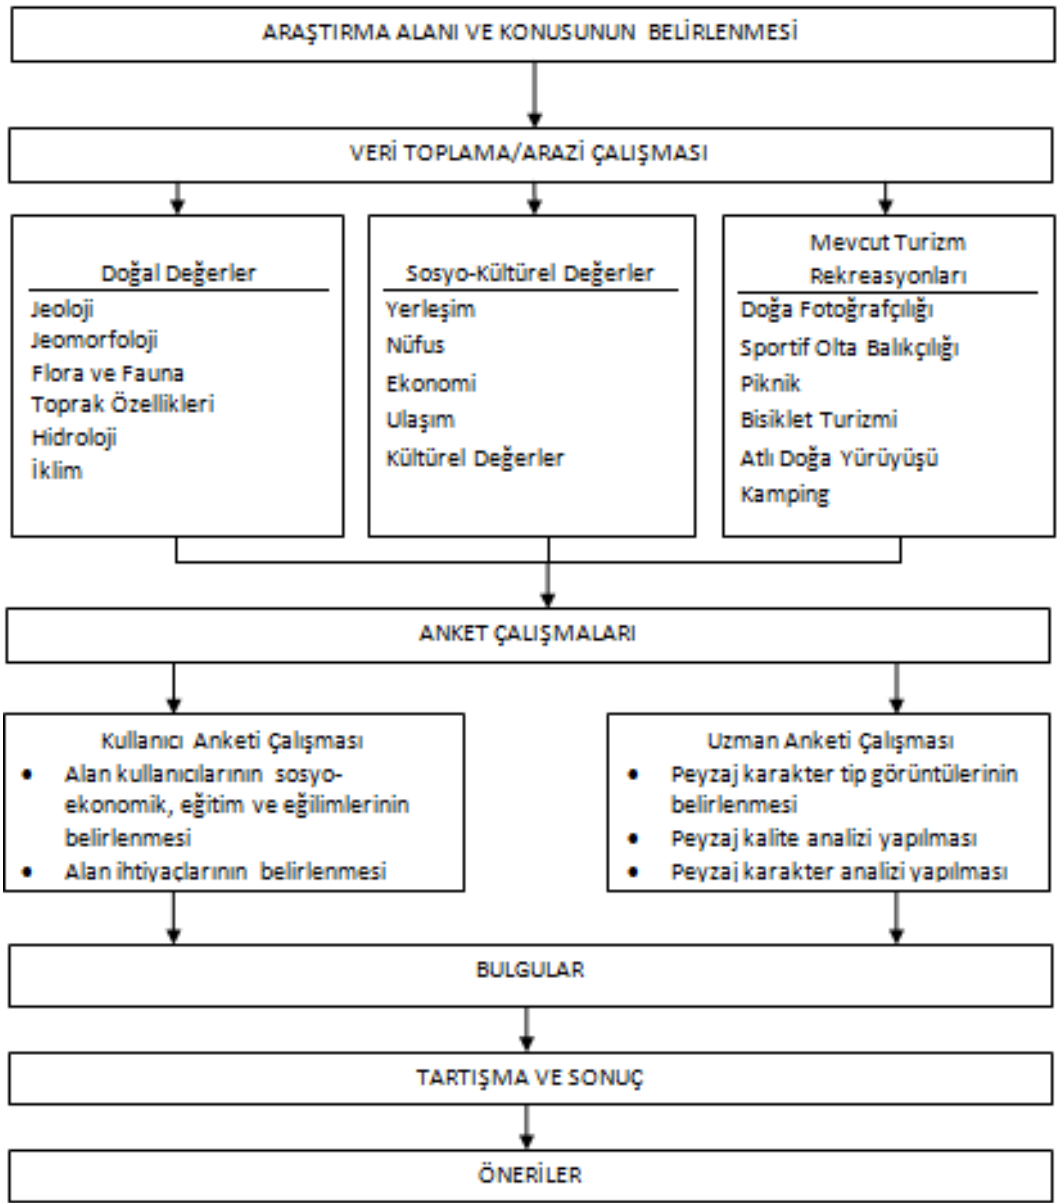 ARAŞTIRMA ALANI VE KONUSUNUN BELİRLENMESİ
VERİ TOPLAMA/ARAZİ ÇALIŞMASI
Doğal Değerler
Jeoloji
Jeomorfoloji
Flora ve Fauna
Toprak Özellikleri
Hidroloji
İklim
Sosyo-Kültürel Değerler
Yerleşim
Nüfus
Ekonomi
Ulaşım
Kültürel Değerler
Mevcut Turizm
Rekreasyonları
Doğa Fotoğrafçılığı
Sportif Olta Balıkçılığı
Piknik
Bisiklet Turizmi
Atlı Doğa Yürüyüşü
Kamping
ANKET ÇALIŞMALARI
Kullanıcı Anketi Çalışması
• Alan kullanıcılarının sosyo-
ekonomik, eğitim ve eğilimlerinin
belirlenmesi
• Alan ihtiyaçlarının belirlenmesi
Uzman Anketi Çalışması
• Peyzaj karakter tip görüntülerinin
belirlenmesi
• Peyzaj kalite analizi yapılması
• Peyzaj karakter analizi yapılması
BULGULAR
TARTIŞMA VE SONUÇ
ÖNERİLER